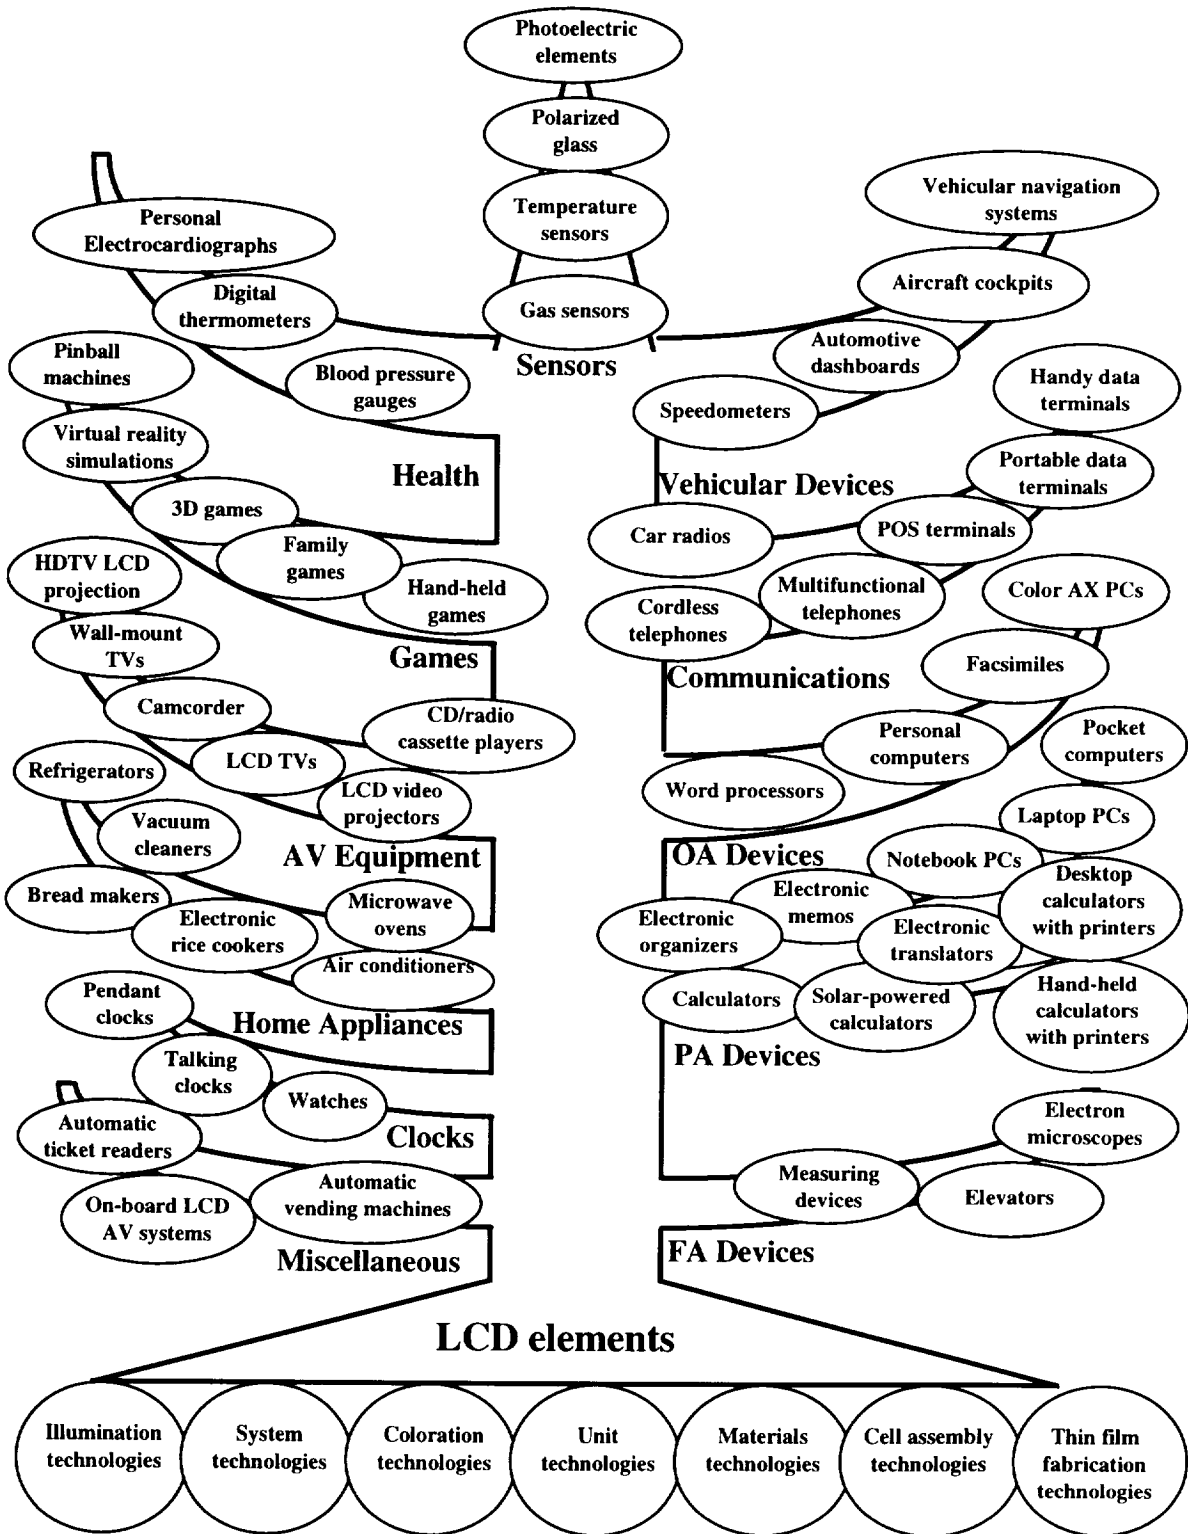 Photoelectric
elements
Polarized
glass
Temperature
sensors
Gas sensors
Sensors
Personal
Electrocardiographs
Digital
thermometers
Blood pressure
gauges
Health
Pinball
machines
Virtual reality
simulations
3D games
Family
games
Hand-held
games
Games
HDTV LCD
projection
Wall-mount
TVs
Camcorder
CD/radio
cassette players
LCD TVs
LCD video
projectors
AV Equipment
Refrigerators
Vacuum
cleaners
Bread makers
Electronic
rice cookers
Microwave
ovens
Air conditioners
Home Appliances
Pendant
clocks
Talking
clocks
Watches
Clocks
Automatic
ticket readers
On-board LCD
AV systems
Automatic
vending machines
Miscellaneous
Vehicular navigation
systems
Aircraft cockpits
Automotive
dashboards
Speedometers
Vehicular Devices
Car radios
Handy data
terminals
Portable data
terminals
POS terminals
Multifunctional
telephones
Cordless
telephones
Communications
Color AX PCs
Facsimiles
Personal
computers
Word processors
OA Devices
Pocket
computers
Laptop PCs
Notebook PCs
Desktop
calculators
with printers
Electronic
memos
Electronic
organizers
Electronic
translators
Calculators
Solar-powered
calculators
Hand-held
calculators
with printers
PA Devices
Electron
microscopes
Measuring
devices
Elevators
FA Devices
LCD elements
Illumination
technologies
System
technologies
Coloration
technologies
Unit
technologies
Materials
technologies
Cell assembly
technologies
Thin film
fabrication
technologies